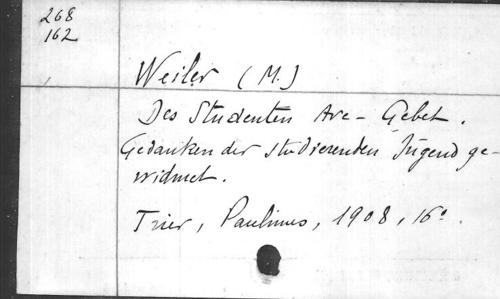 268
162
Weiler (M.)
Des Studenten Ave-Gebet.
Gedanken der studierenden Jugend ge-
widmet.
Trier, Paulinus, 1908, 16°.